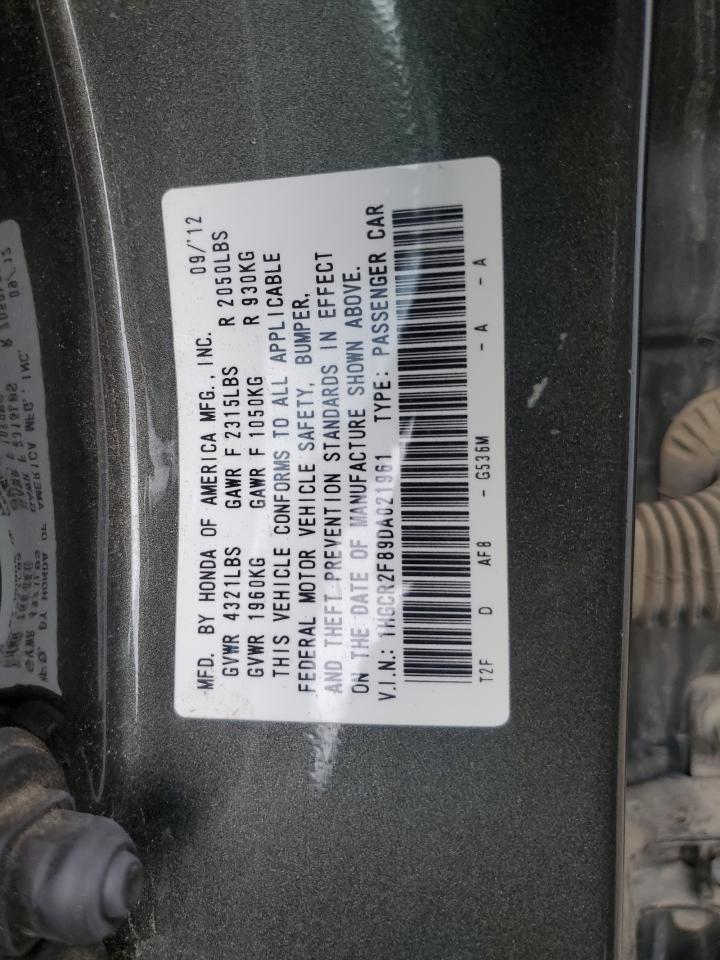 MFD. BY HONDA OF AMERICA MFG., INC. 09/'12
GVWR 4321LBS GAWR F 2315LBS R 2050LBS
GVWR 1960KG GAWR F 1050KG R 930KG
THIS VEHICLE CONFORMS TO ALL APPLICABLE
FEDERAL MOTOR VEHICLE SAFETY, BUMPER,
AND THEFT PREVENTION STANDARDS IN EFFECT
ON THE DATE OF MANUFACTURE SHOWN ABOVE.
V.I.N.: 1HGCR2F89DA021961 TYPE: PASSENGER CAR
T2F D AF8 - G536M - A - A